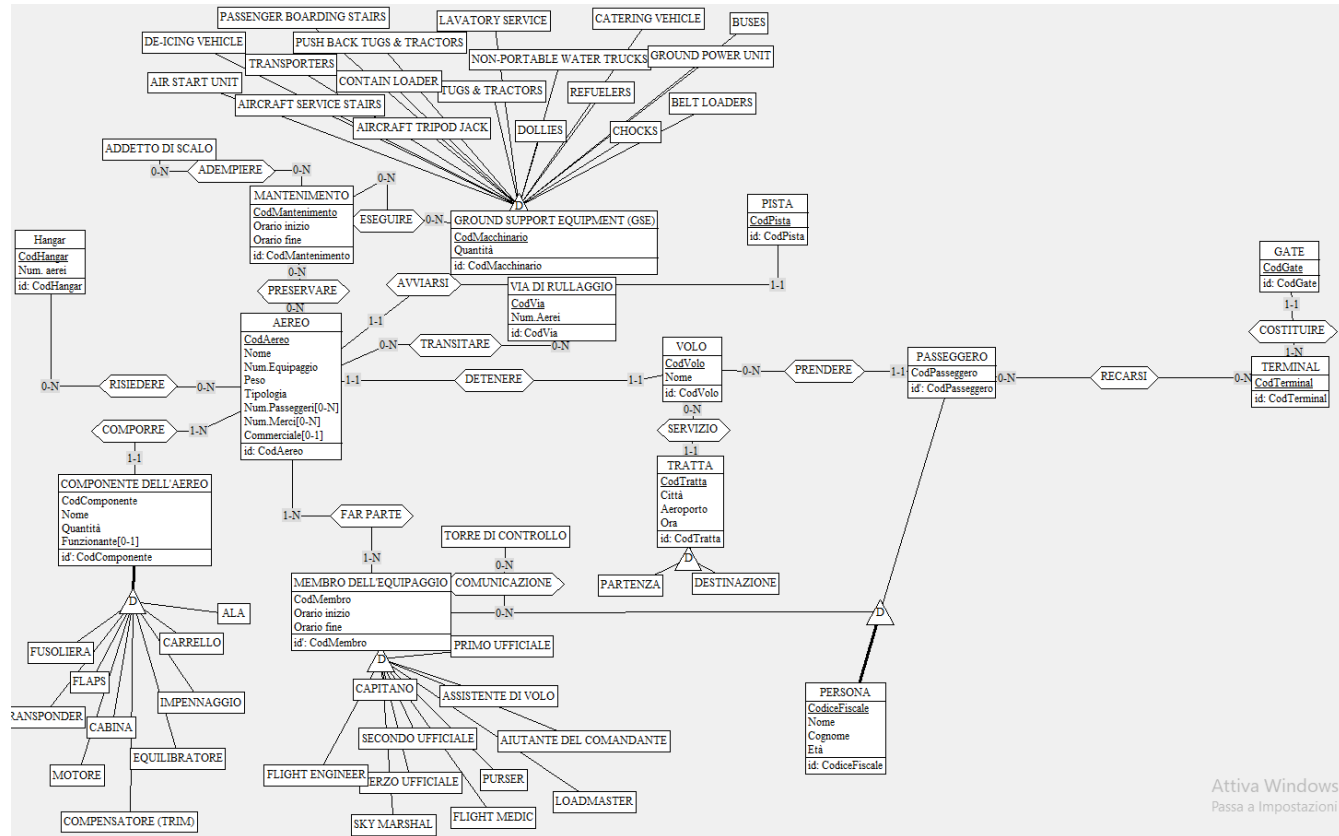 PASSENGER BOARDING STAIRS
LAVATORY SERVICE
CATERING VEHICLE
BUSES
DE-ICING VEHICLE
PUSH BACK TUGS & TRACTORS
NON-PORTABLE WATER TRUCKS
GROUND POWER UNIT
TRANSPORTERS
AIR START UNIT
CONTAIN LOADER
TUGS & TRACTORS
REFUELERS
AIRCRAFT SERVICE STAIRS
BELT LOADERS
AIRCRAFT TRIPOD JACK
DOLLIES
CHOCKS
ADDETTO DI SCALO
0-N
ADEMPIERE
0-N
0-N
MANTENIMENTO
CodMantenimento
Orario inizio
Orario fine
id: CodMantenimento
ESEGUIRE
0-N
D
GROUND SUPPORT EQUIPMENT (GSE)
CodMacchinario
Quantità
id: CodMacchinario
PISTA
CodPista
id: CodPista
Hangar
CodHangar
Num. aerei
id: CodHangar
GATE
CodGate
id: CodGate
0-N
PRESERVARE
0-N
AVVIARSI
1-1
1-1
VIA DI RULLAGGIO
CodVia
Num.Aerei
id: CodVia
1-1
COSTITUIRE
1-N
AEREO
CodAereo
Nome
Num.Equipaggio
Peso
Tipologia
Num.Passeggeri[0-N]
Num.Merci[0-N]
Commerciale[0-1]
id: CodAereo
0-N
TRANSITARE
0-N
VOLO
CodVolo
Nome
id: CodVolo
PASSEGGERO
CodPasseggero
id': CodPasseggero
TERMINAL
CodTerminal
id: CodTerminal
0-N
RISIEDERE
0-N
1-1
DETENERE
1-1
0-N
PRENDERE
1-1
0-N
RECARSI
0-N
COMPORRE
1-N
1-1
0-N
SERVIZIO
1-1
COMPONENTE DELL'AEREO
CodComponente
Nome
Quantità
Funzionante[0-1]
id': CodComponente
TRATTA
CodTratta
Città
Aeroporto
Ora
id: CodTratta
1-N
FAR PARTE
1-N
TORRE DI CONTROLLO
0-N
COMUNICAZIONE
0-N
D
PARTENZA
DESTINAZIONE
MEMBRO DELL'EQUIPAGGIO
CodMembro
Orario inizio
Orario fine
id': CodMembro
D
D
ALA
FUSOLIERA
CARRELLO
FLAPS
IMPENNAGGIO
RANSPONDER
CABINA
EQUILIBRATORE
MOTORE
COMPENSATORE (TRIM)
D
PRIMO UFFICIALE
CAPITANO
ASSISTENTE DI VOLO
SECONDO UFFICIALE
AIUTANTE DEL COMANDANTE
FLIGHT ENGINEER
ERZO UFFICIALE
PURSER
LOADMASTER
SKY MARSHAL
FLIGHT MEDIC
PERSONA
CodiceFiscale
Nome
Cognome
Età
id: CodiceFiscale
Attiva Windows
Passa a Impostazioni